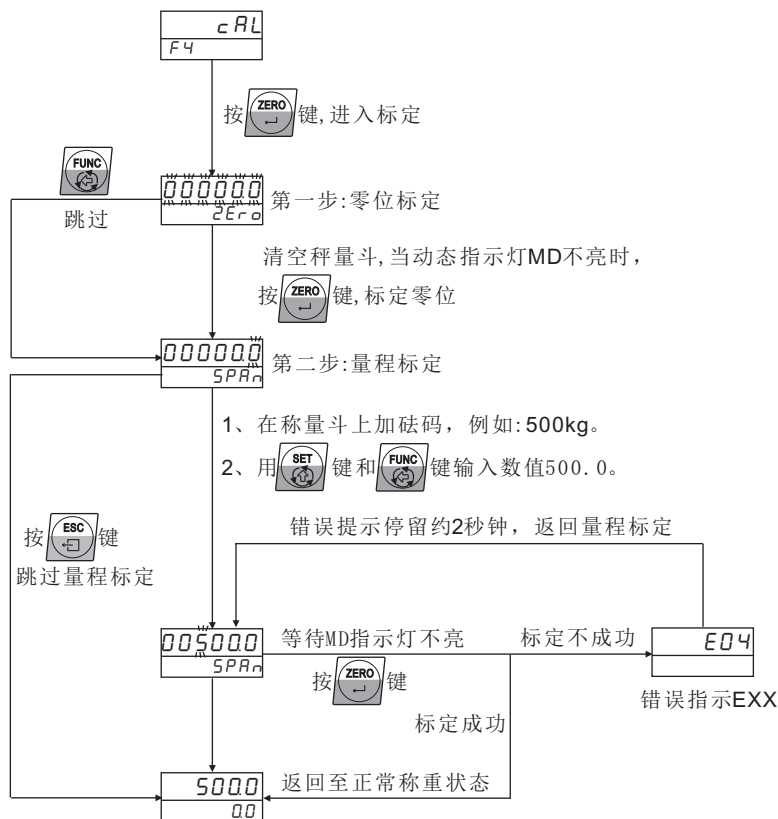 cAL
F4
按 ZERO 键,进入标定
FUNC
跳过
00000.0
ZEro
第一步:零位标定
清空秤量斗,当动态指示灯MD不亮时,
按 ZERO 键,标定零位
00000.0
SPAn
第二步:量程标定
1、在称量斗上加砝码，例如:500kg。
2、用 SET 键和 FUNC 键输入数值500.0。
按 ESC 键
跳过量程标定
错误提示停留约2秒钟，返回量程标定
00500.0
SPAn
等待MD指示灯不亮
标定不成功
E04
按 ZERO 键
错误指示EXX
标定成功
500.0
0.0
返回至正常称重状态